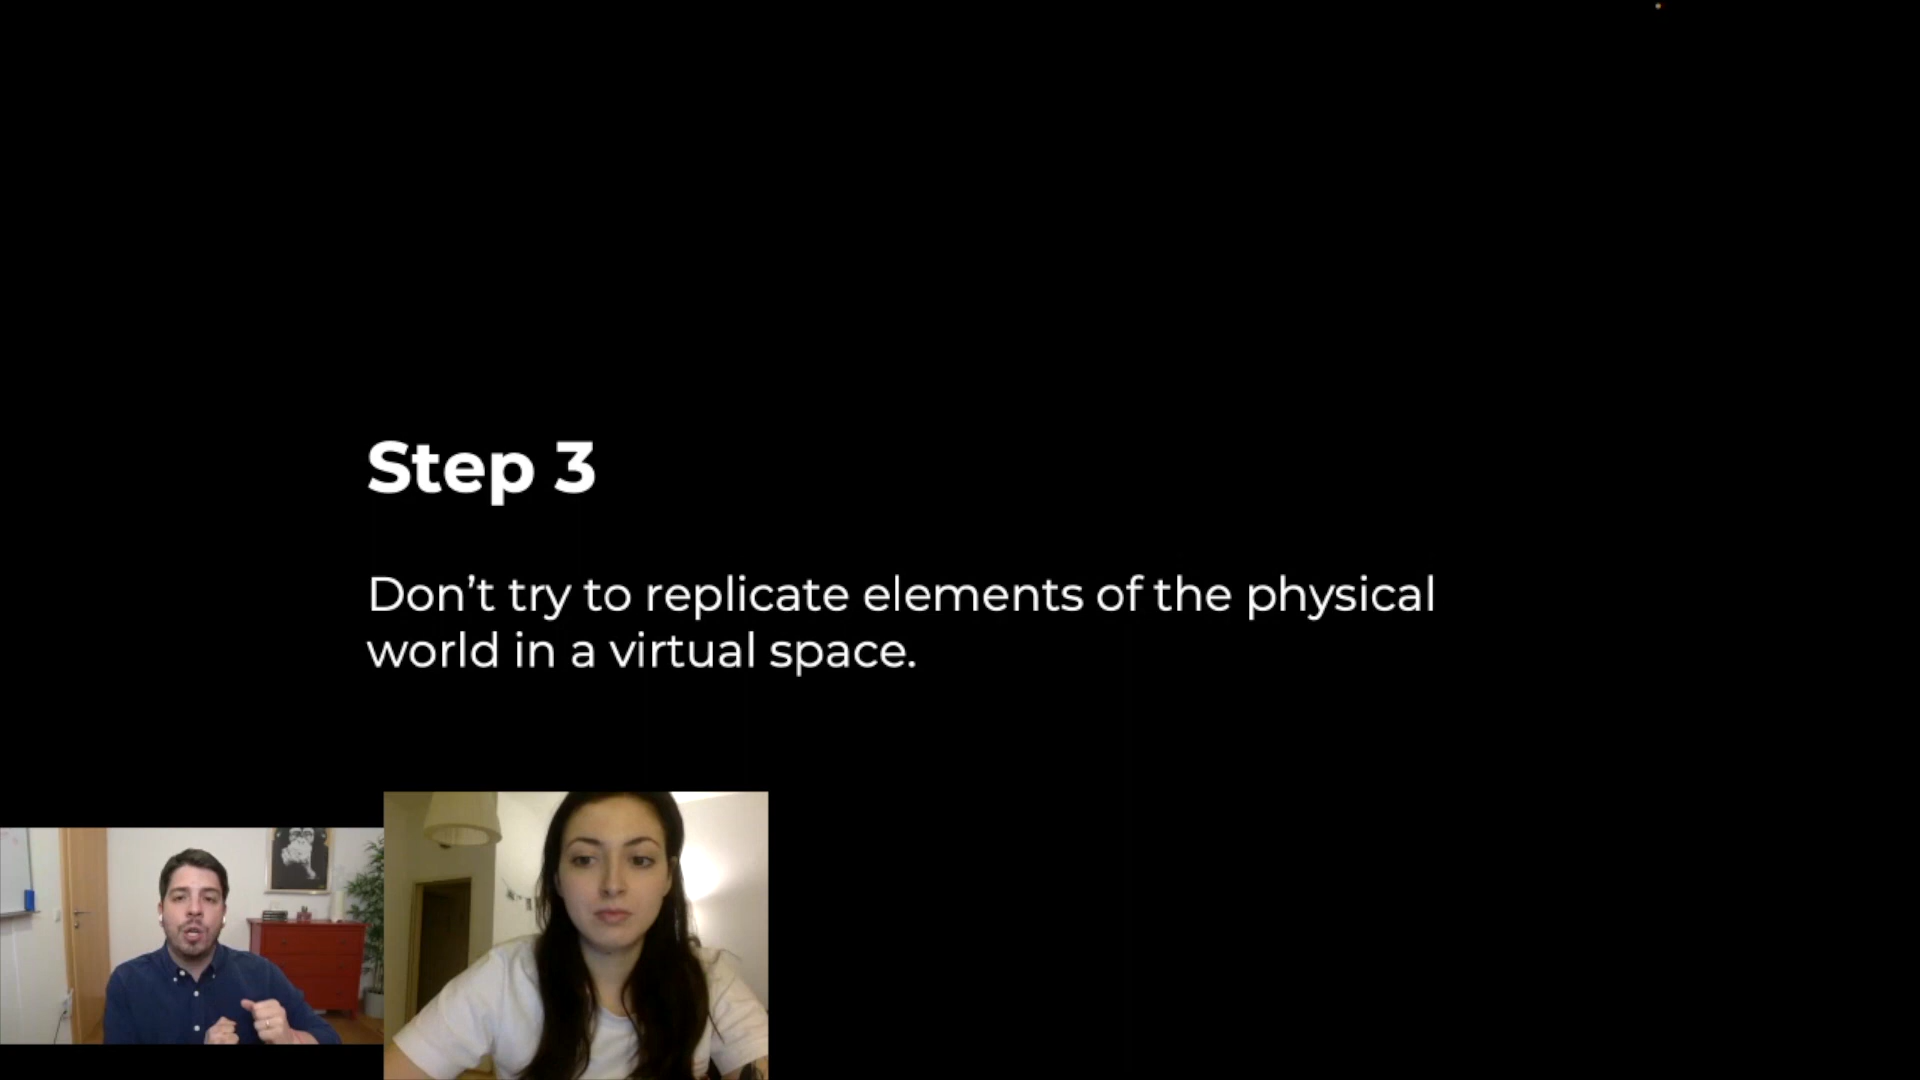 Step 3
Don’t try to replicate elements of the physical
world in a virtual space.